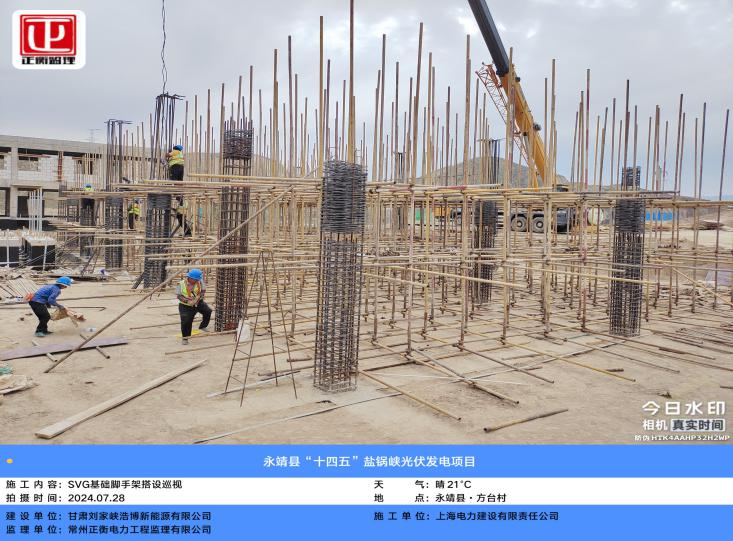 正衡监理
今日水印
相机 真实时间
防伪 H1K4AAHP32H2WP
永靖县“十四五”盐锅峡光伏发电项目
施工内容：SVG基础脚手架搭设巡视
天 气：晴 21℃
拍摄时间：2024.07.28
地 点：永靖县·方台村
建设单位：甘肃刘家峡浩博新能源有限公司
施工单位：上海电力建设有限责任公司
监理单位：常州正衡电力工程监理有限公司